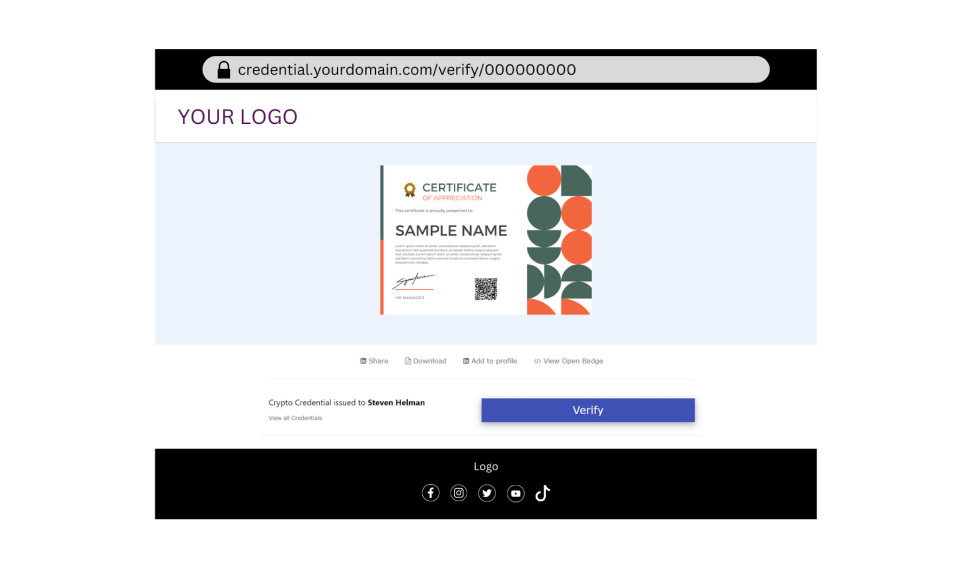 credential.yourdomain.com/verify/000000000
YOUR LOGO
CERTIFICATE
OF APPRECIATION
This certificate is proudly presented to:
SAMPLE NAME
HR MANAGER
Share
Download
Add to profile
View Open Badge
Crypto Credential issued to Steven Helman
View all Credentials
Verify
Logo